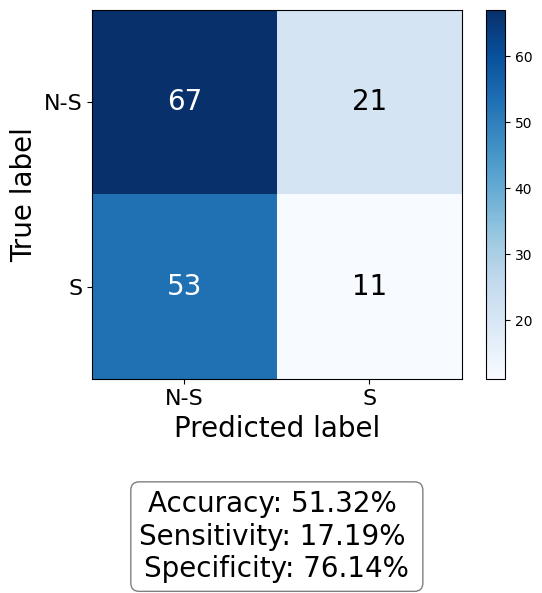 60
N-S
67
21
50
True label
40
30
S
53
11
20
N-S
S
Predicted label
Accuracy: 51.32%
Sensitivity: 17.19%
Specificity: 76.14%